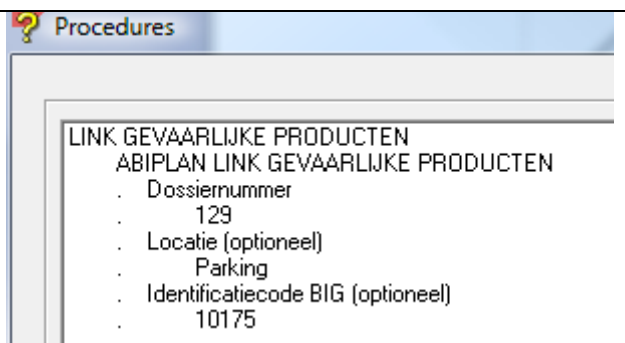 Procedures
LINK GEVAARLIJKE PRODUCTEN
ABIPLAN LINK GEVAARLIJKE PRODUCTEN
. Dossiernummer
. 129
. Locatie (optioneel)
. Parking
. Identificatiecode BIG (optioneel)
. 10175